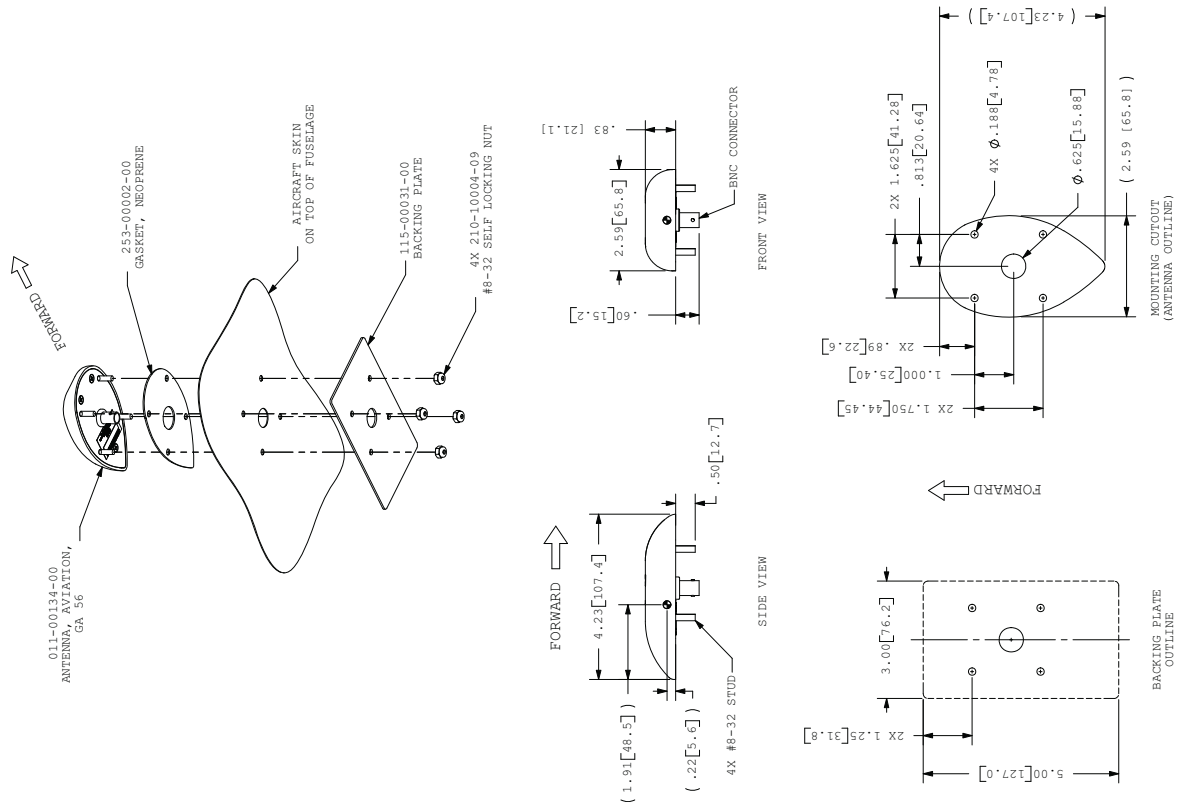 FORWARD
011-00134-00
ANTENNA, AVIATION,
GA 56
253-00002-00
GASKET, NEOPRENE
AIRCRAFT SKIN
ON TOP OF FUSELAGE
115-00031-00
BACKING PLATE
4X 210-10004-09
#8-32 SELF LOCKING NUT
FORWARD
4.23[107.4]
( 1.91[48.5] )
( .22[5.6] )
4X #8-32 STUD
.50[12.7]
SIDE VIEW
2.59[65.8]
.83 [21.1]
.60[15.2]
BNC CONNECTOR
FRONT VIEW
FORWARD
3.00[76.2]
2X 1.25[31.8]
5.00[127.0]
BACKING PLATE
OUTLINE
( 4.23[107.4] )
2X 1.625[41.28]
.813[20.64]
4X Ø.188[4.78]
Ø.625[15.88]
2X .89[22.6]
1.000[25.40]
2X 1.750[44.45]
( 2.59 [65.8] )
MOUNTING CUTOUT
(ANTENNA OUTLINE)